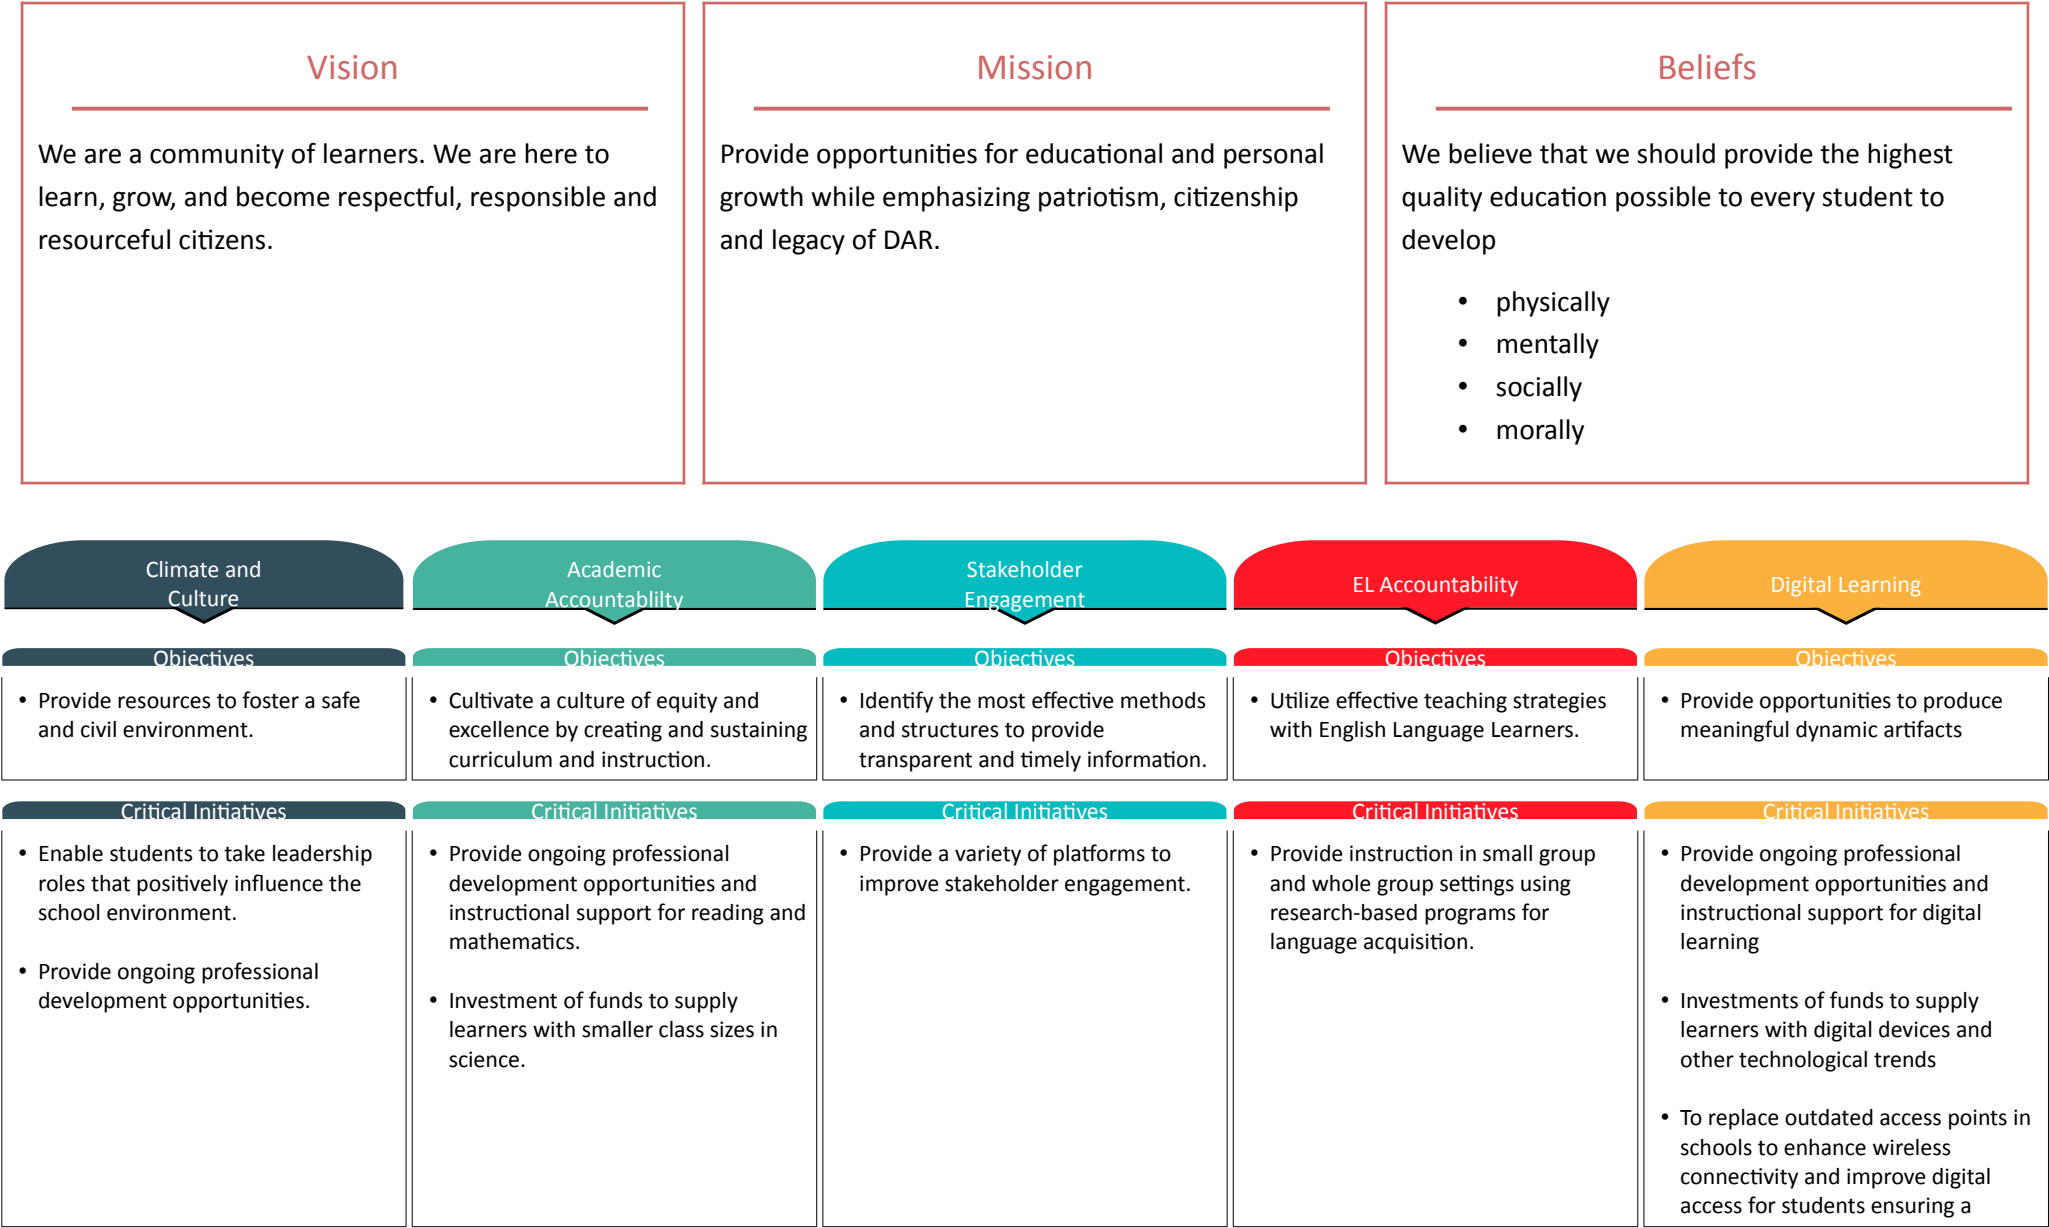 Vision
We are a community of learners. We are here to
learn, grow, and become respectful, responsible and
resourceful citizens.
Mission
Provide opportunities for educational and personal
growth while emphasizing patriotism, citizenship
and legacy of DAR.
Beliefs
We believe that we should provide the highest
quality education possible to every student to
develop
• physically
• mentally
• socially
• morally
Climate and
Culture
Objectives
• Provide resources to foster a safe
and civil environment.
Critical Initiatives
• Enable students to take leadership
roles that positively influence the
school environment.
• Provide ongoing professional
development opportunities.
Academic
Accountablilty
Objectives
• Cultivate a culture of equity and
excellence by creating and sustaining
curriculum and instruction.
Critical Initiatives
• Provide ongoing professional
development opportunities and
instructional support for reading and
mathematics.
• Investment of funds to supply
learners with smaller class sizes in
science.
Stakeholder
Engagement
Objectives
• Identify the most effective methods
and structures to provide
transparent and timely information.
Critical Initiatives
• Provide a variety of platforms to
improve stakeholder engagement.
EL Accountability
Objectives
• Utilize effective teaching strategies
with English Language Learners.
Critical Initiatives
• Provide instruction in small group
and whole group settings using
research-based programs for
language acquisition.
Digital Learning
Objectives
• Provide opportunities to produce
meaningful dynamic artifacts
Critical Initiatives
• Provide ongoing professional
development opportunities and
instructional support for digital
learning
• Investments of funds to supply
learners with digital devices and
other technological trends
• To replace outdated access points in
schools to enhance wireless
connectivity and improve digital
access for students ensuring a